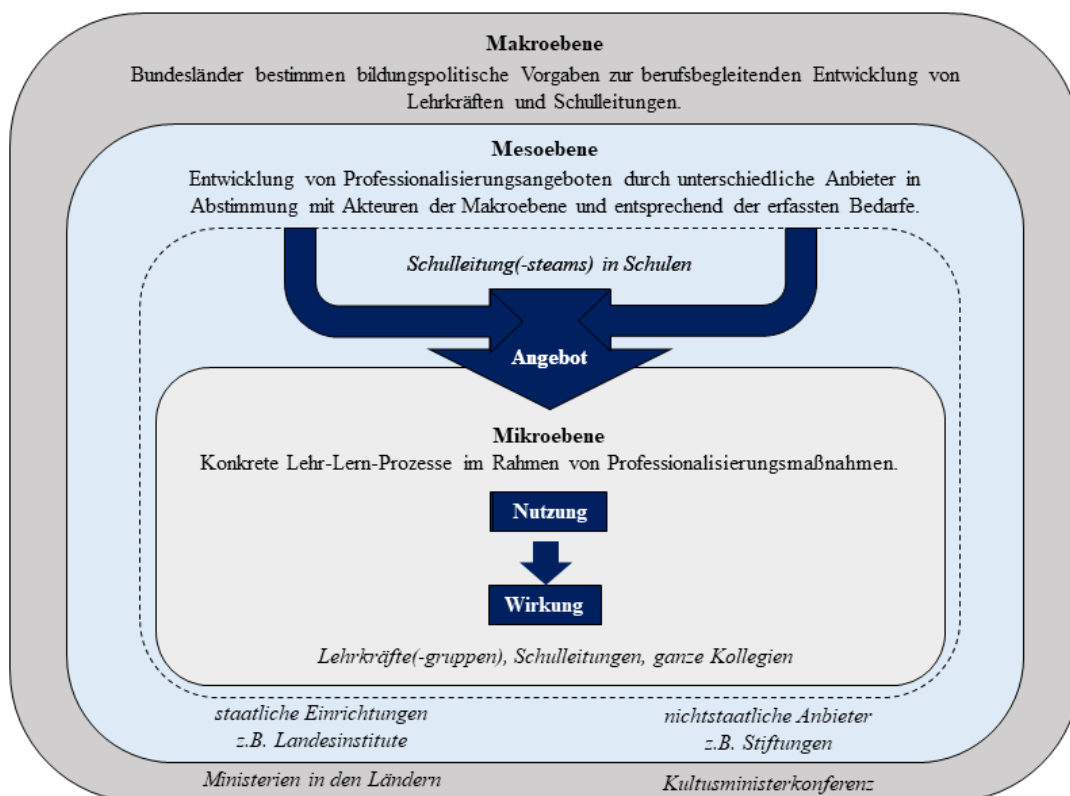 Makroebene
Bundesländer bestimmen bildungspolitische Vorgaben zur berufsbegleitenden Entwicklung von
Lehrkräften und Schulleitungen.
Mesoebene
Entwicklung von Professionalisierungsangeboten durch unterschiedliche Anbieter in
Abstimmung mit Akteuren der Makroebene und entsprechend der erfassten Bedarfe.
Schulleitung(-steams) in Schulen
Angebot
Mikroebene
Konkrete Lehr-Lern-Prozesse im Rahmen von Professionalisierungsmaßnahmen.
Nutzung
Wirkung
Lehrkräfte(-gruppen), Schulleitungen, ganze Kollegien
staatliche Einrichtungen
z.B. Landesinstitute
nichtstaatliche Anbieter
z.B. Stiftungen
Ministerien in den Ländern
Kultusministerkonferenz